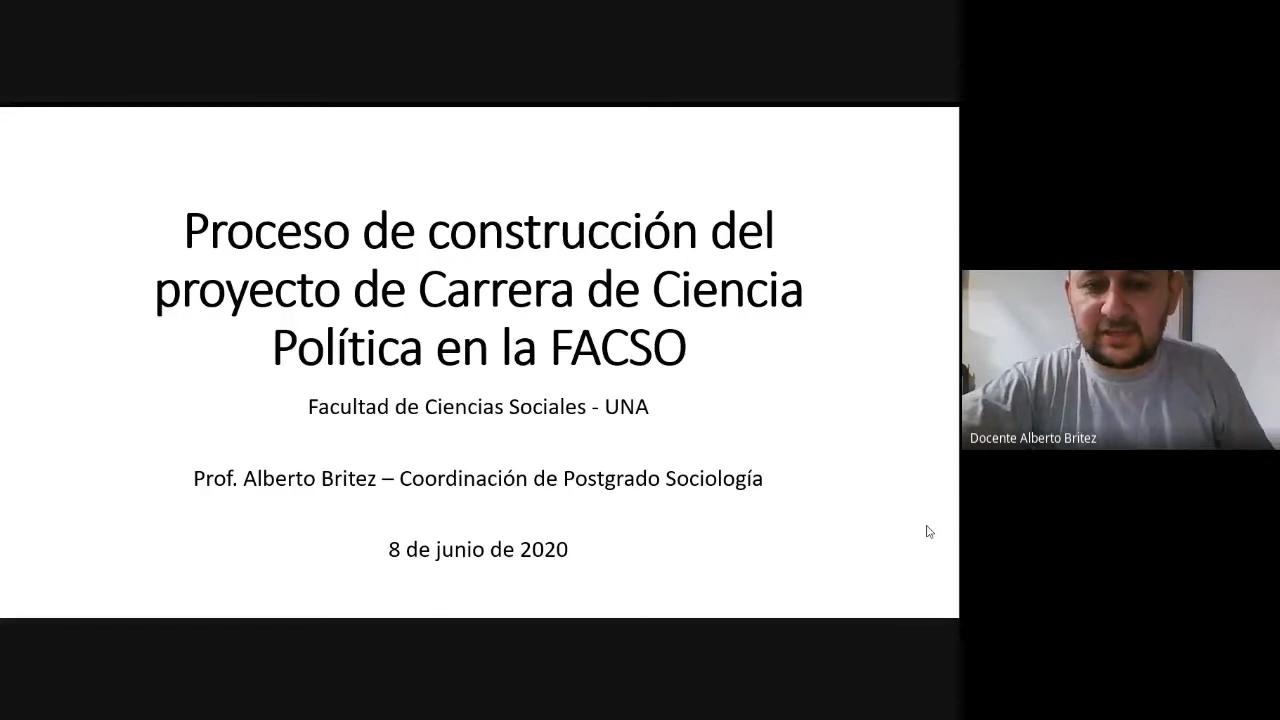 Proceso de construcción del
proyecto de Carrera de Ciencia
Política en la FACSO
Facultad de Ciencias Sociales - UNA
Prof. Alberto Britez – Coordinación de Postgrado Sociología
8 de junio de 2020
Docente Alberto Britez